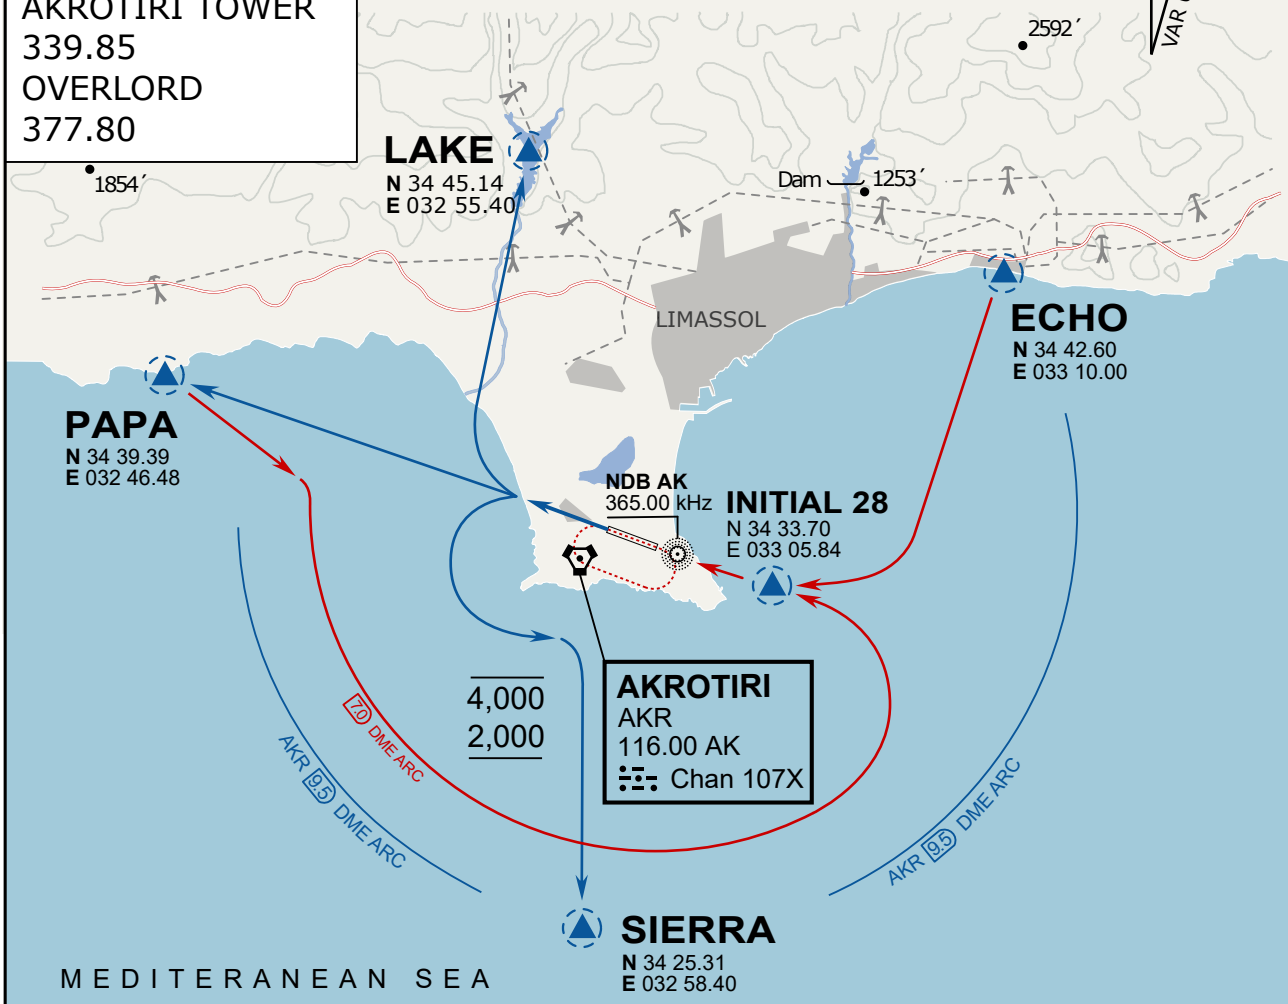 AKROTIRI TOWER
339.85
OVERLORD
377.80
2592´
VAR
1854´
LAKE
N 34 45.14
E 032 55.40
Dam
1253´
LIMASSOL
ECHO
N 34 42.60
E 033 10.00
PAPA
N 34 39.39
E 032 46.48
NDB AK
365.00 kHz
INITIAL 28
N 34 33.70
E 033 05.84
4,000
2,000
AKROTIRI
AKR
116.00 AK
Chan 107X
7.0 DME ARC
AKR 9.5 DME ARC
AKR 9.5 DME ARC
SIERRA
N 34 25.31
E 032 58.40
MEDITERANEAN SEA